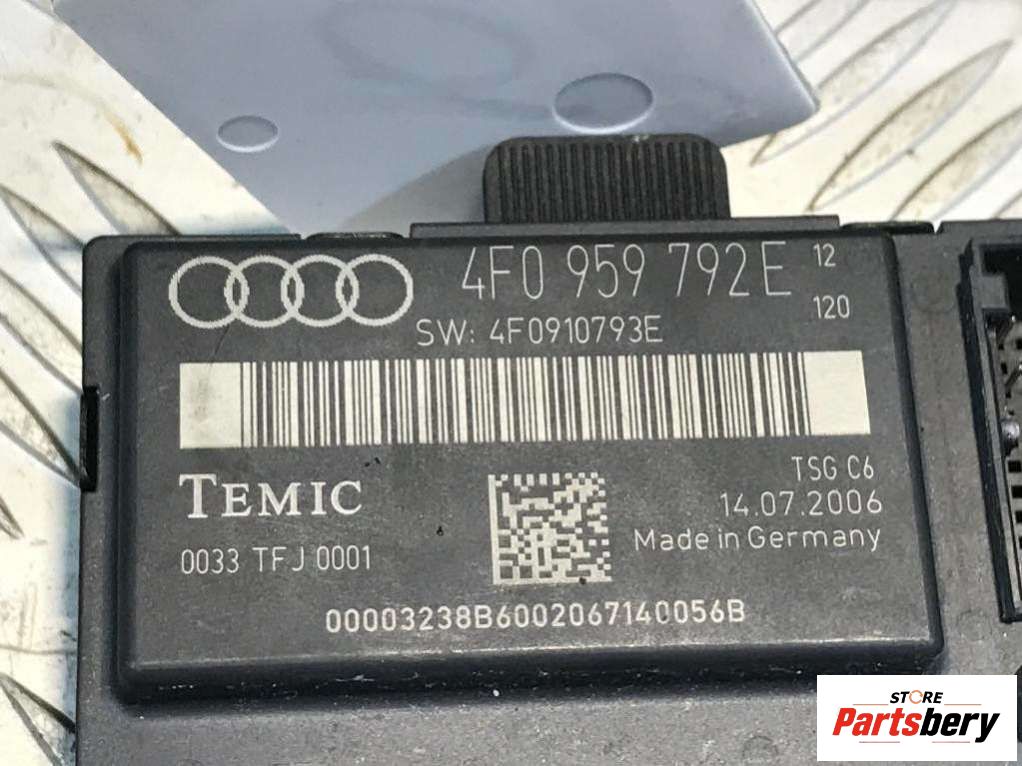 4F0 959 792 E 12
120
SW: 4F0910793E
TEMIC
TSG C6
14.07.2006
Made in Germany
0033 TFJ 0001
00003238B6002067140056B
STORE
Partsbery